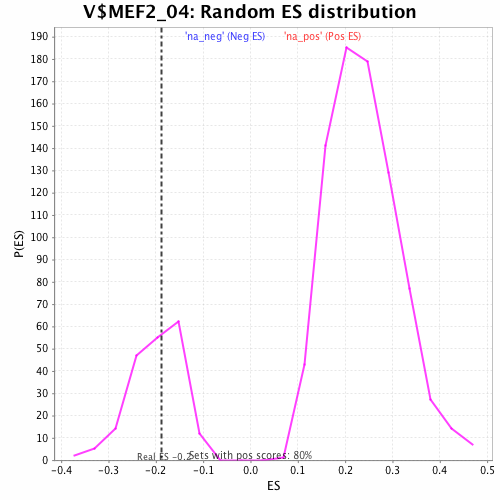 V$MEF2_04: Random ES distribution
'na_neg' (Neg ES) 'na_pos' (Pos ES)
190
180
170
160
150
140
130
120
110
100
90
80
70
60
50
40
30
20
10
0
P(ES)
Real ES -0.2
Sets with pos scores: 80%
-0.4 -0.3 -0.2 -0.1 0.0 0.1 0.2 0.3 0.4 0.5
ES